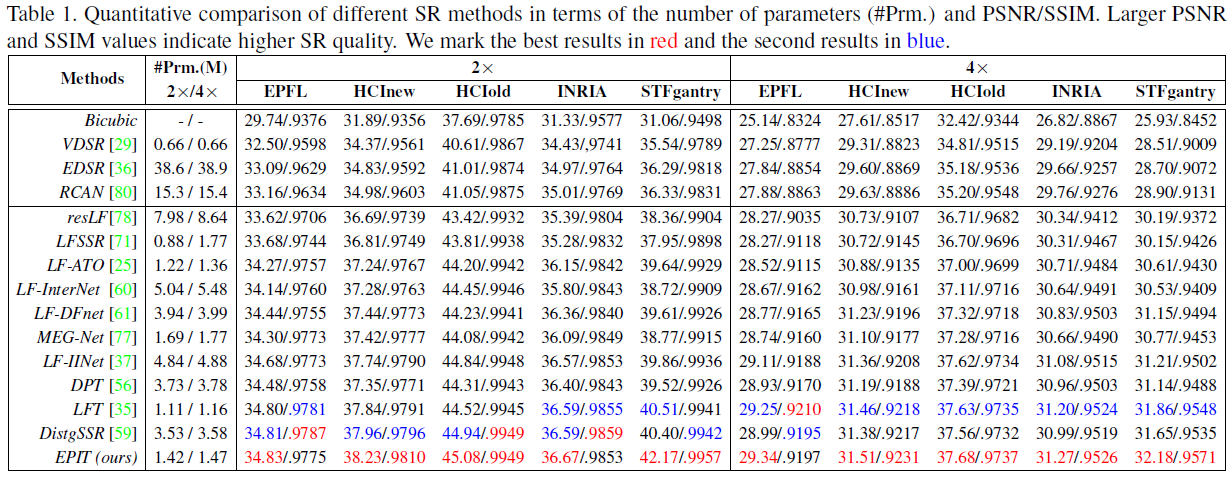 Table 1. Quantitative comparison of different SR methods in terms of the number of parameters (#Prm.) and PSNR/SSIM. Larger PSNR
and SSIM values indicate higher SR quality. We mark the best results in red and the second results in blue.
Methods #Prm.(M) 2× 4×
2×/4× EPFL HCInew HCIold INRIA STFgantry EPFL HCInew HCIold INRIA STFgantry
Bicubic - / - 29.74/.9376 31.89/.9356 37.69/.9785 31.33/.9577 31.06/.9498 25.14/.8324 27.61/.8517 32.42/.9344 26.82/.8867 25.93/.8452
VDSR [29] 0.66 / 0.66 32.50/.9598 34.37/.9561 40.61/.9867 34.43/.9741 35.54/.9789 27.25/.8777 29.31/.8823 34.81/.9515 29.19/.9204 28.51/.9009
EDSR [36] 38.6 / 38.9 33.09/.9629 34.83/.9592 41.01/.9874 34.97/.9764 36.29/.9818 27.84/.8854 29.60/.8869 35.18/.9536 29.66/.9257 28.70/.9072
RCAN [80] 15.3 / 15.4 33.16/.9634 34.98/.9603 41.05/.9875 35.01/.9769 36.33/.9831 27.88/.8863 29.63/.8886 35.20/.9548 29.76/.9276 28.90/.9131
resLF[78] 7.98 / 8.64 33.62/.9706 36.69/.9739 43.42/.9932 35.39/.9804 38.36/.9904 28.27/.9035 30.73/.9107 36.71/.9682 30.34/.9412 30.19/.9372
LFSSR [71] 0.88 / 1.77 33.68/.9744 36.81/.9749 43.81/.9938 35.28/.9832 37.95/.9898 28.27/.9118 30.72/.9145 36.70/.9696 30.31/.9467 30.15/.9426
LF-ATO [25] 1.22 / 1.36 34.27/.9757 37.24/.9767 44.20/.9942 36.15/.9842 39.64/.9929 28.52/.9115 30.88/.9135 37.00/.9699 30.71/.9484 30.61/.9430
LF-InterNet [60] 5.04 / 5.48 34.14/.9760 37.28/.9763 44.45/.9946 35.80/.9843 38.72/.9909 28.67/.9162 30.98/.9161 37.11/.9716 30.64/.9491 30.53/.9409
LF-DFnet [61] 3.94 / 3.99 34.44/.9755 37.44/.9773 44.23/.9941 36.36/.9840 39.61/.9926 28.77/.9165 31.23/.9196 37.32/.9718 30.83/.9503 31.15/.9494
MEG-Net [77] 1.69 / 1.77 34.30/.9773 37.42/.9777 44.08/.9942 36.09/.9849 38.77/.9915 28.74/.9160 31.10/.9177 37.28/.9716 30.66/.9490 30.77/.9453
LF-IINet [37] 4.84 / 4.88 34.68/.9773 37.74/.9790 44.84/.9948 36.57/.9853 39.86/.9936 29.11/.9188 31.36/.9208 37.62/.9734 31.08/.9515 31.21/.9502
DPT [56] 3.73 / 3.78 34.48/.9758 37.35/.9771 44.31/.9943 36.40/.9843 39.52/.9926 28.93/.9170 31.19/.9188 37.39/.9721 30.96/.9503 31.14/.9488
LFT [35] 1.11 / 1.16 34.80/.9781 37.84/.9791 44.52/.9945 36.59/.9855 40.51/.9941 29.25/.9210 31.46/.9218 37.63/.9735 31.20/.9524 31.86/.9548
DistgSSR [59] 3.53 / 3.58 34.81/.9787 37.96/.9796 44.94/.9949 36.59/.9859 40.40/.9942 28.99/.9195 31.38/.9217 37.56/.9732 30.99/.9519 31.65/.9535
EPIT (ours) 1.42 / 1.47 34.83/.9775 38.23/.9810 45.08/.9949 36.67/.9853 42.17/.9957 29.34/.9197 31.51/.9231 37.68/.9737 31.27/.9526 32.18/.9571